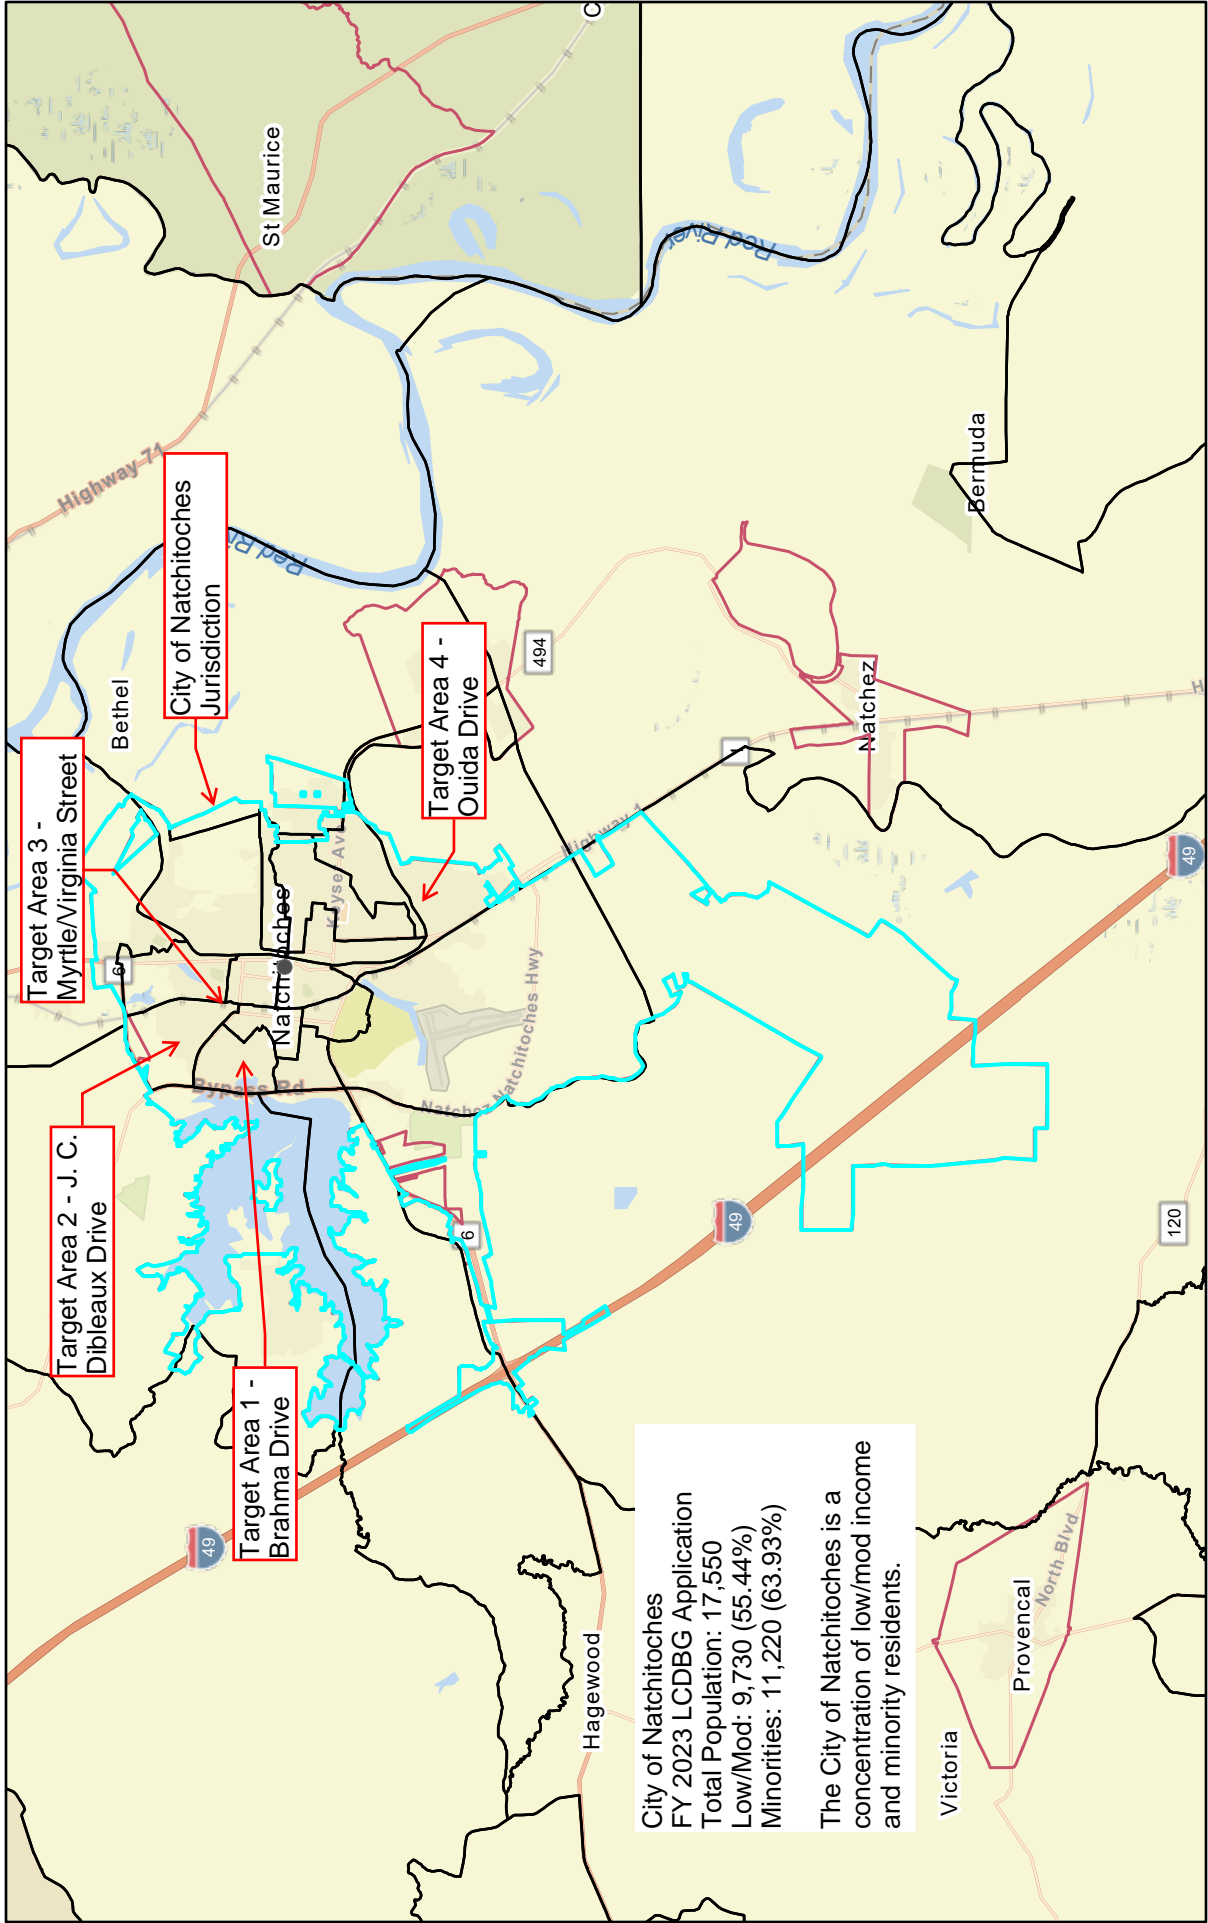 City of Natchitoches
FY 2023 LCDBG Application
Total Population: 17,550
Low/Mod: 9,730 (55.44%)
Minorities: 11,220 (63.93%)
The City of Natchitoches is a
concentration of low/mod income
and minority residents.
Target Area 1 -
Brahma Drive
Target Area 2 - J. C.
Dibleaux Drive
Target Area 3 -
Myrtle/Virginia Street
City of Natchitoches
Jurisdiction
Target Area 4 -
Ouida Drive
Highway 71
St Maurice
C
Bethel
Red Riv
Red River
Natchitoches
Keyser Av
Bypass Rd
Natchez Natchitoches Hwy
Highway 1
Natchez
Bermuda
Hagewood
Victoria
Provencal
North Blvd
H
49
49
49
6
6
494
1
120